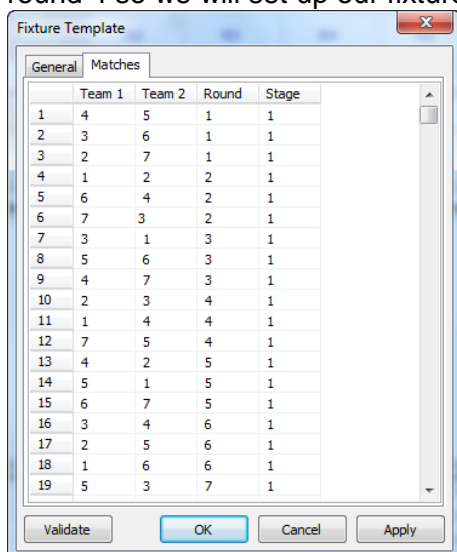 round 4 so we will set up our fixture
Fixture Template
General Matches
Team 1 Team 2 Round Stage
1 4 5 1 1
2 3 6 1 1
3 2 7 1 1
4 1 2 2 1
5 6 4 2 1
6 7 3 2 1
7 3 1 3 1
8 5 6 3 1
9 4 7 3 1
10 2 3 4 1
11 1 4 4 1
12 7 5 4 1
13 4 2 5 1
14 5 1 5 1
15 6 7 5 1
16 3 4 6 1
17 2 5 6 1
18 1 6 6 1
19 5 3 7 1
Validate OK Cancel Apply